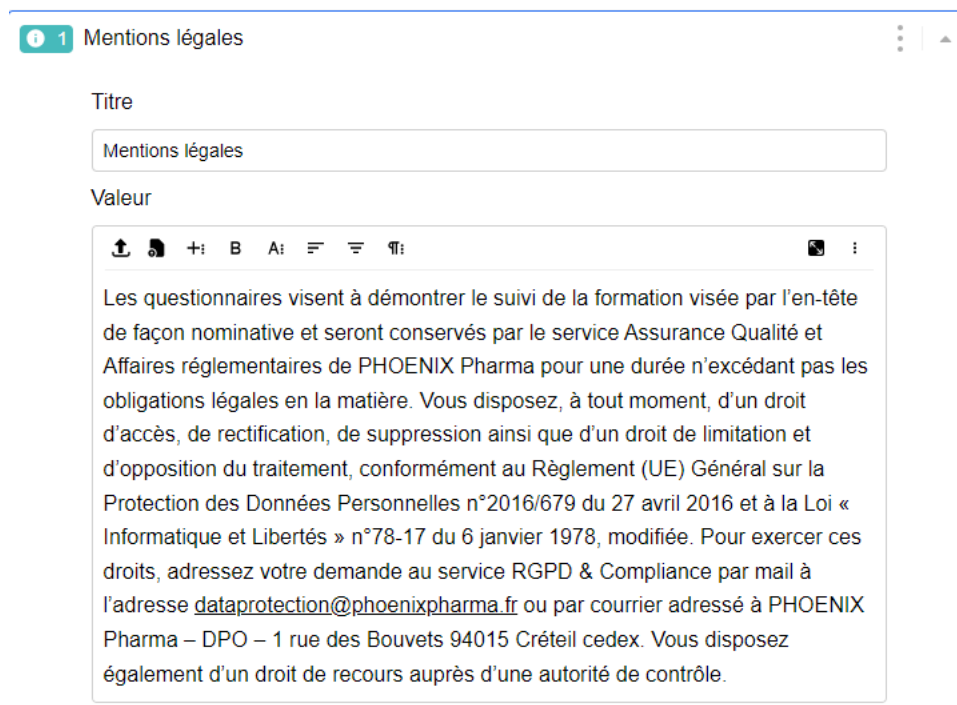 1 Mentions légales
Titre
Mentions légales
Valeur
B A
Les questionnaires visent à démontrer le suivi de la formation visée par l’en-tête
de façon nominative et seront conservés par le service Assurance Qualité et
Affaires réglementaires de PHOENIX Pharma pour une durée n’excédant pas les
obligations légales en la matière. Vous disposez, à tout moment, d’un droit
d’accès, de rectification, de suppression ainsi que d’un droit de limitation et
d’opposition du traitement, conformément au Règlement (UE) Général sur la
Protection des Données Personnelles n°2016/679 du 27 avril 2016 et à la Loi «
Informatique et Libertés » n°78-17 du 6 janvier 1978, modifiée. Pour exercer ces
droits, adressez votre demande au service RGPD & Compliance par mail à
l’adresse dataprotection@phoenixpharma.fr ou par courrier adressé à PHOENIX
Pharma – DPO – 1 rue des Bouvets 94015 Créteil cedex. Vous disposez
également d’un droit de recours auprès d’une autorité de contrôle.